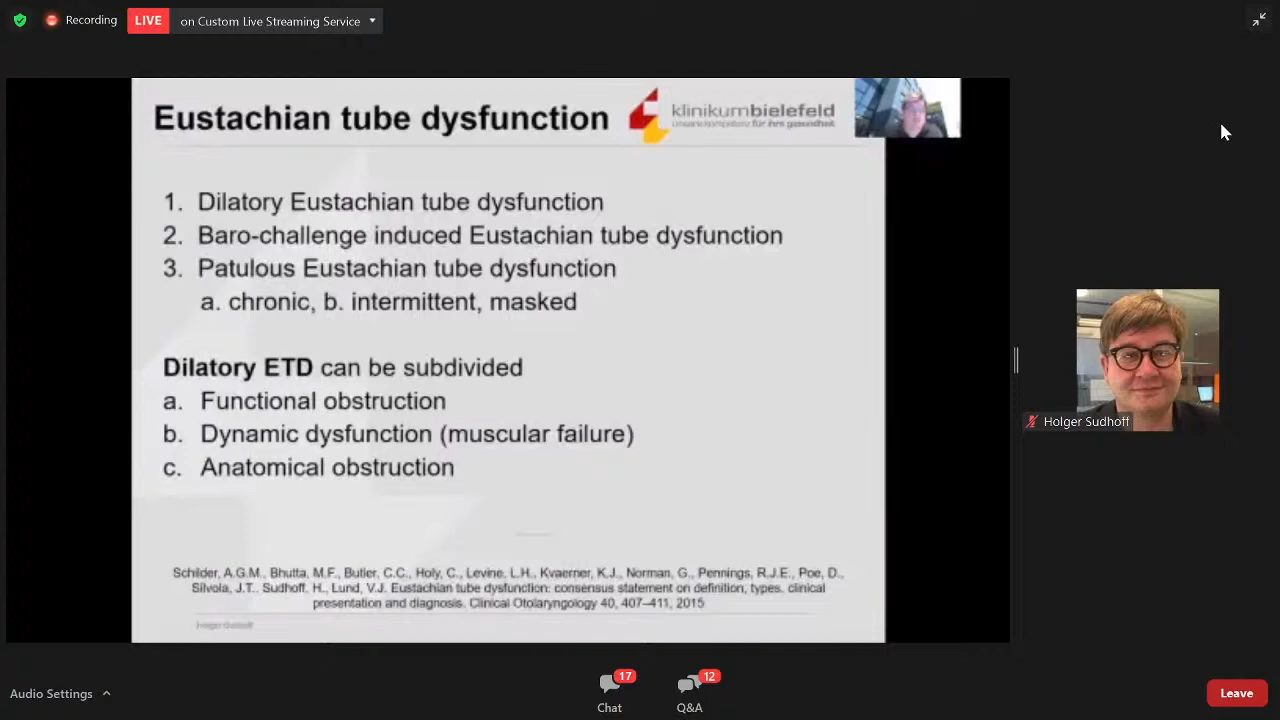 Recording
LIVE
on Custom Live Streaming Service
Eustachian tube dysfunction
klinikumbielefeld
unsere kompetenz für ihre gesundheit
1. Dilatory Eustachian tube dysfunction
2. Baro-challenge induced Eustachian tube dysfunction
3. Patulous Eustachian tube dysfunction
a. chronic, b. intermittent, masked
Dilatory ETD can be subdivided
a. Functional obstruction
b. Dynamic dysfunction (muscular failure)
c. Anatomical obstruction
Schilder, A.G.M., Bhutta, M.F., Butler, C.C., Holy, C., Levine, L.H., Kvaerner, K.J., Norman, G., Pennings, R.J.E., Poe, D.,
Silvola, J.T.. Sudhoff, H., Lund, V.J. Eustachian tube dysfunction: consensus statement on definition, types. clinical
presentation and diagnosis. Clinical Otolaryngology 40, 407–411, 2015
Holger Sudhoff
Holger Sudhoff
Audio Settings
Chat
17
Q&A
12
Leave